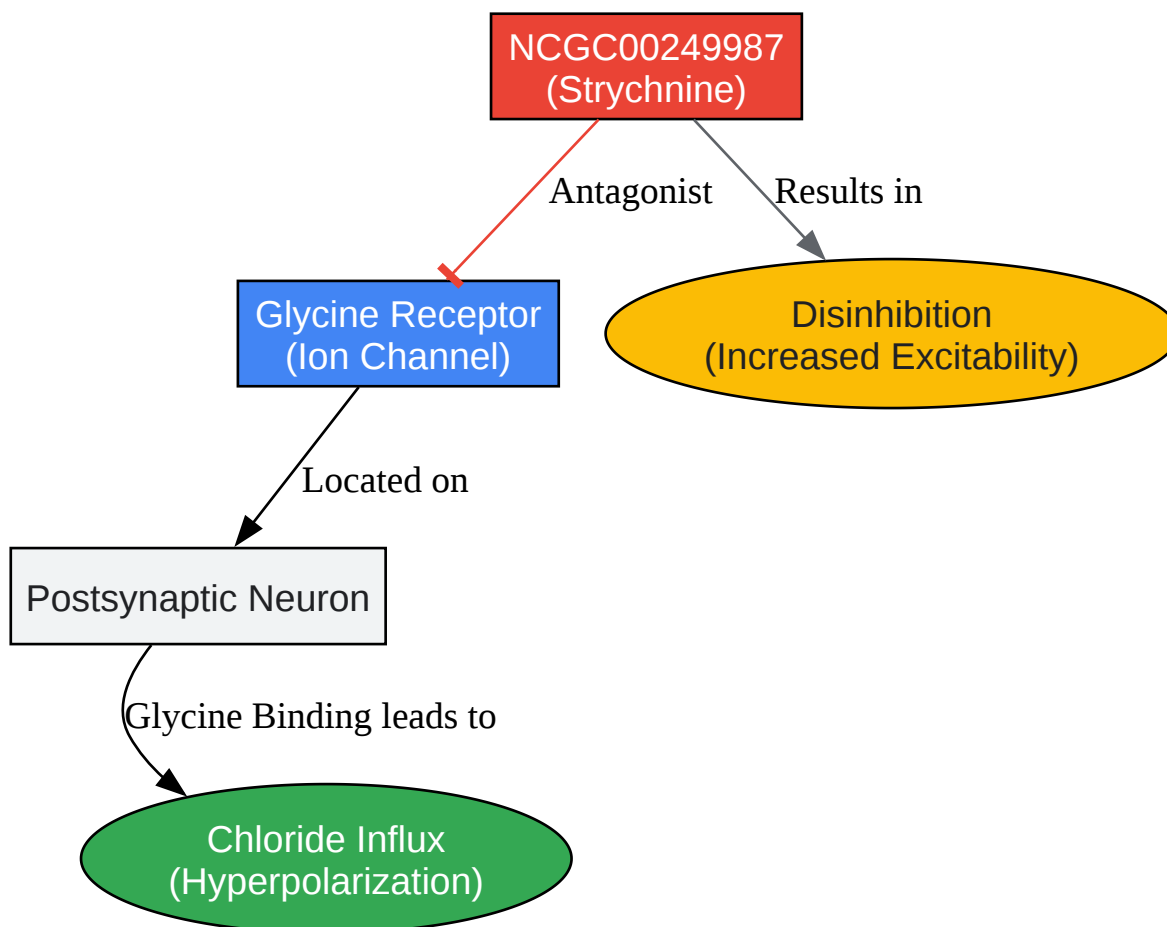 NCGC00249987
(Strychnine)
Antagonist
Results in
Glycine Receptor
(Ion Channel)
Disinhibition
(Increased Excitability)
Located on
Postsynaptic Neuron
Glycine Binding leads to
Chloride Influx
(Hyperpolarization)